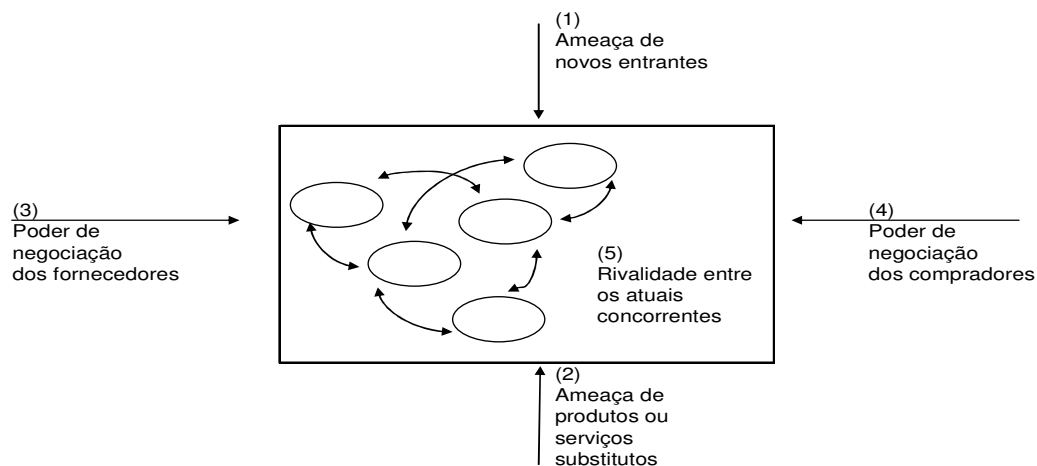 (1)
Ameaça de
novos entrantes
(3)
Poder de
negociação
dos fornecedores
(4)
Poder de
negociação
dos compradores
(5)
Rivalidade entre
os atuais
concorrentes
(2)
Ameaça de
produtos ou
serviços
substitutos